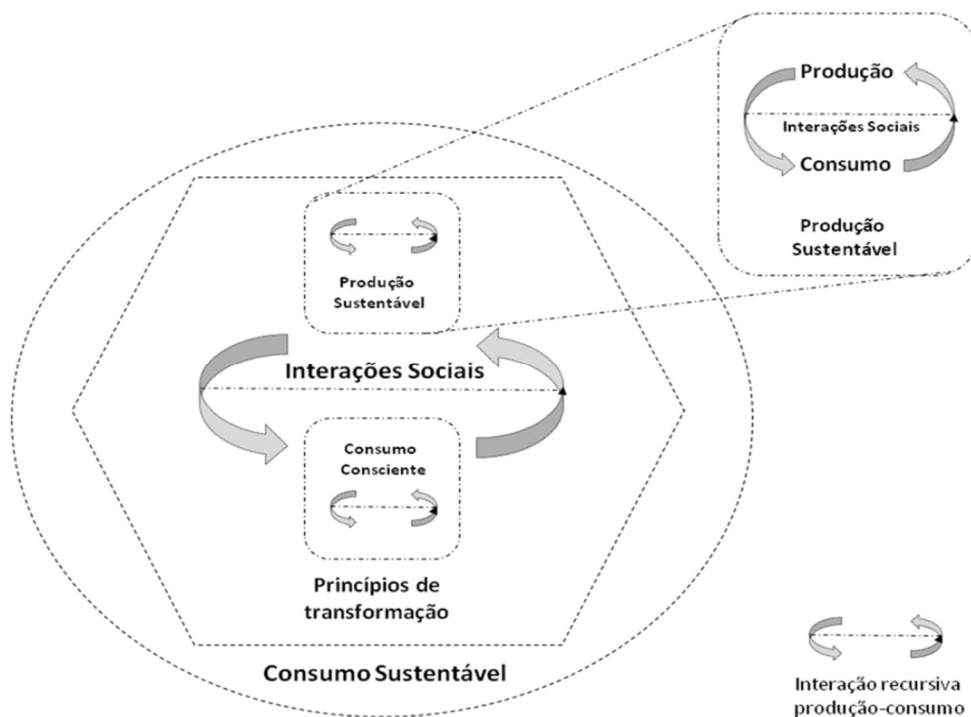 Produção
Interações Sociais
Consumo
Produção
Sustentável
Produção
Sustentável
Interações Sociais
Consumo
Consciente
Princípios de
transformação
Consumo Sustentável
Interação recursiva
produção-consumo